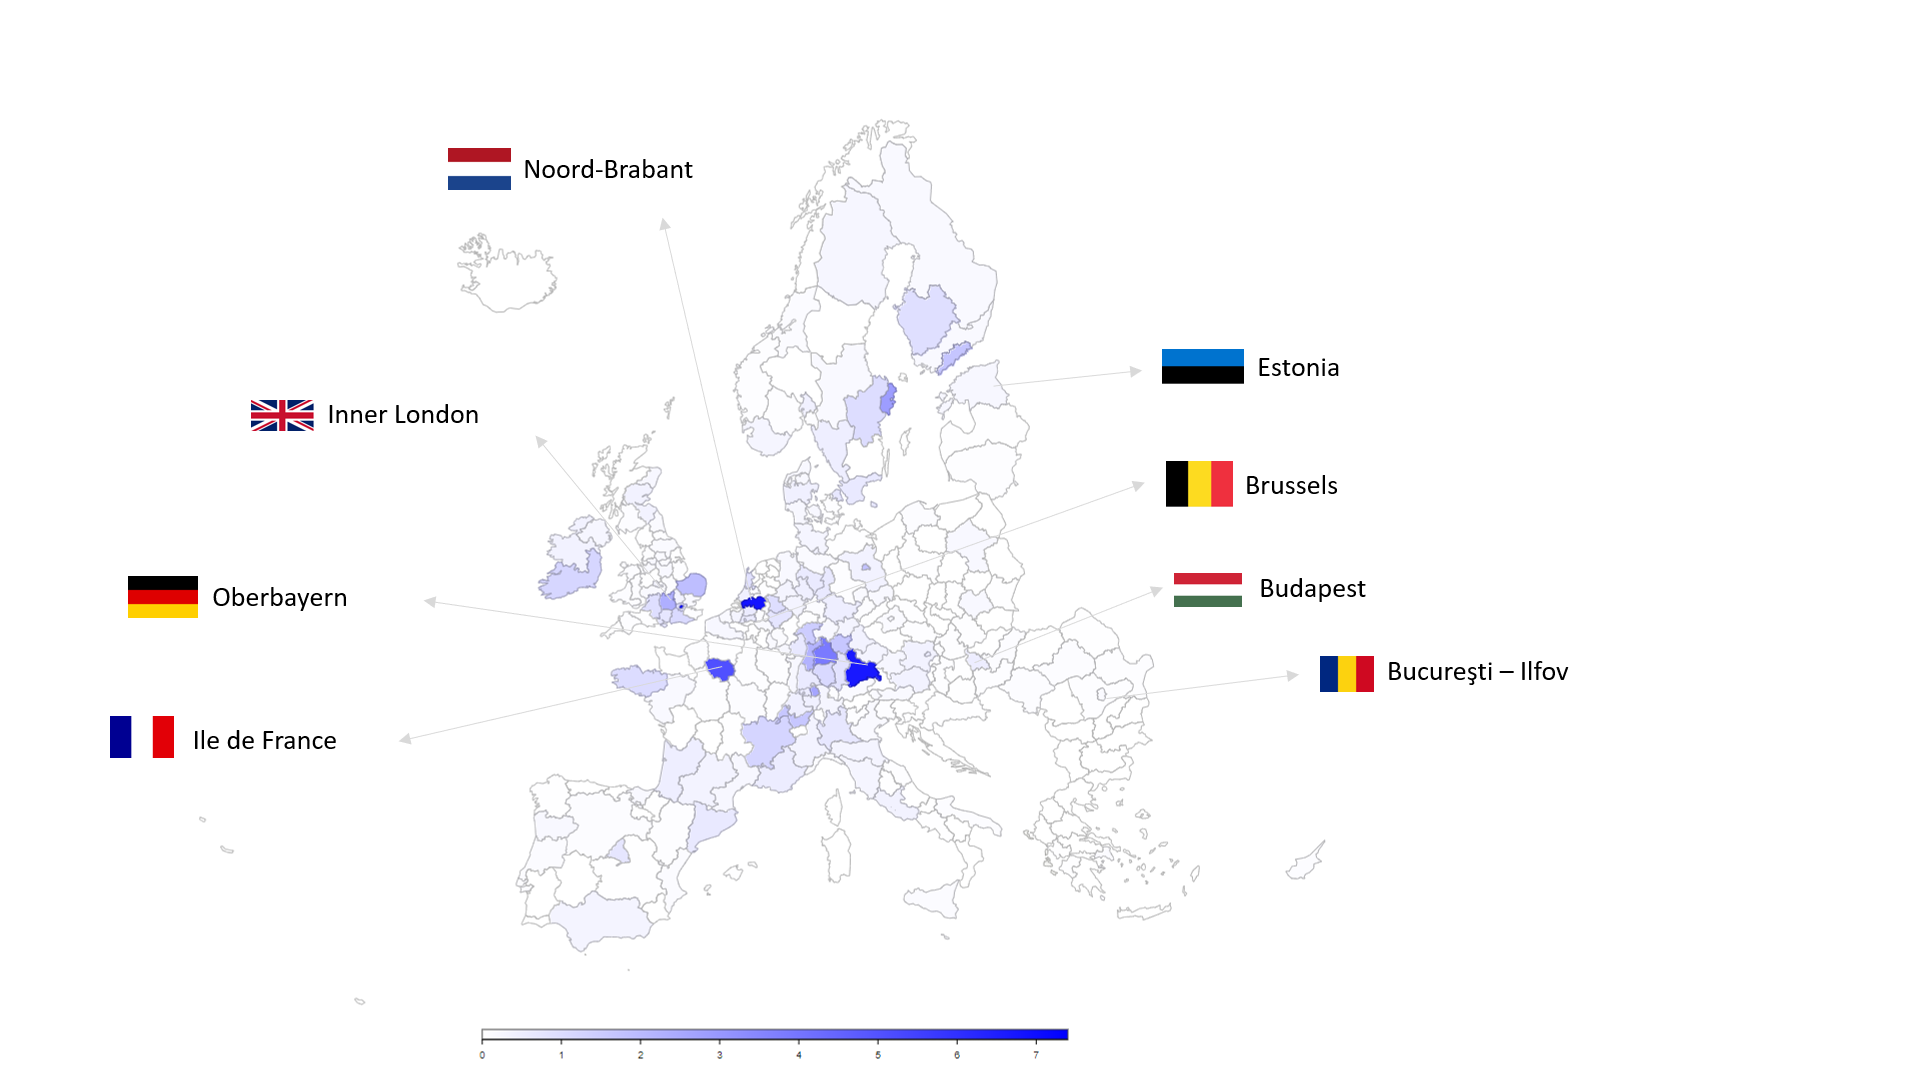 Noord-Brabant
Estonia
Inner London
Brussels
Budapest
Oberbayern
Bucureşti – Ilfov
Ile de France
0 1 2 3 4 5 6 7